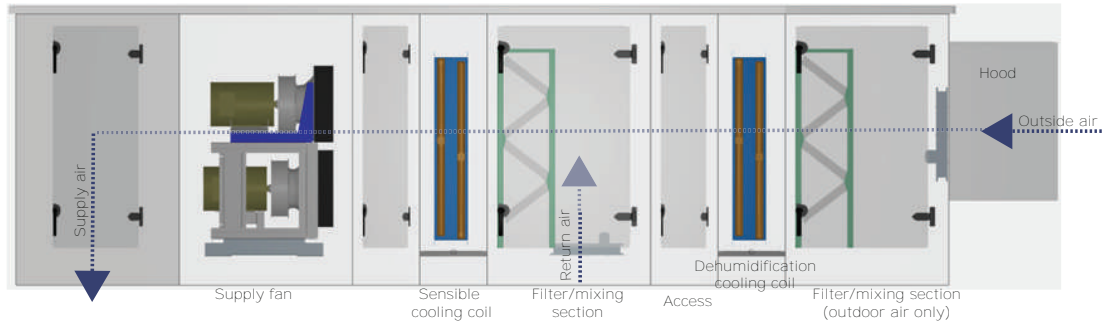 Hood
Outside air
Supply air
Return air
Dehumidification
cooling coil
Supply fan
Sensible
cooling coil
Filter/mixing
section
Access
Filter/mixing section
(outdoor air only)